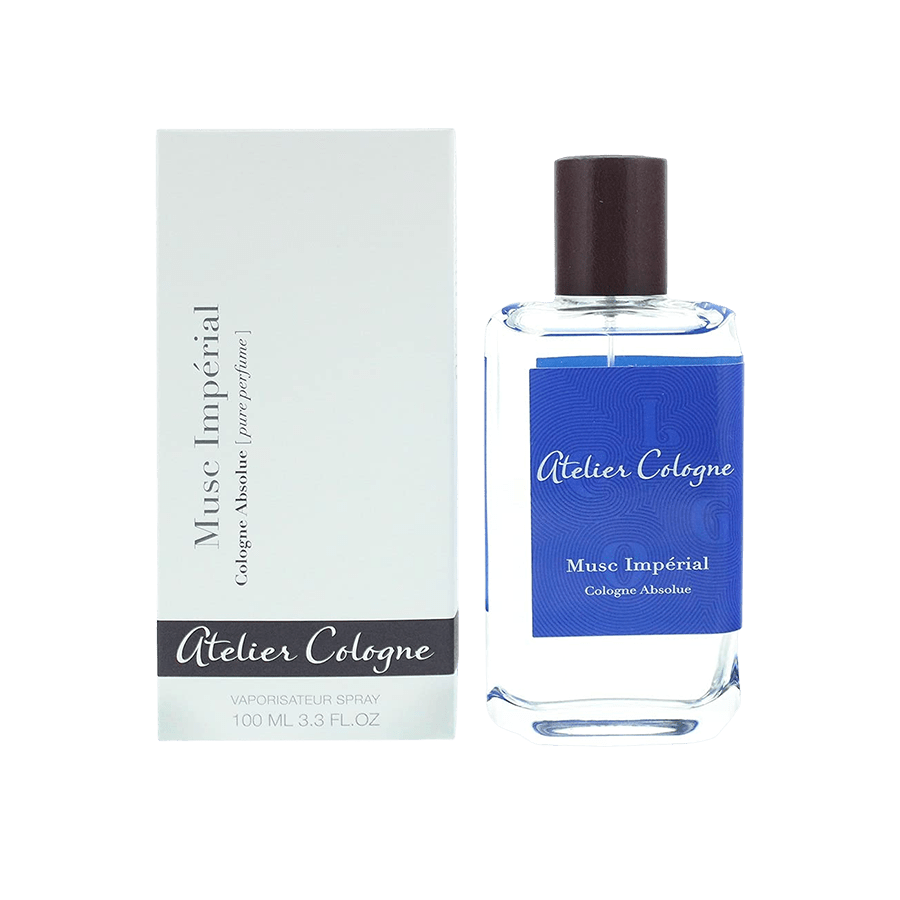 Musc Impérial
Cologne Absolue [ pure perfume ]
Atelier Cologne
VAPORISATEUR SPRAY
100 ML 3.3 FL.OZ
Atelier Cologne
Musc Impérial
Cologne Absolue